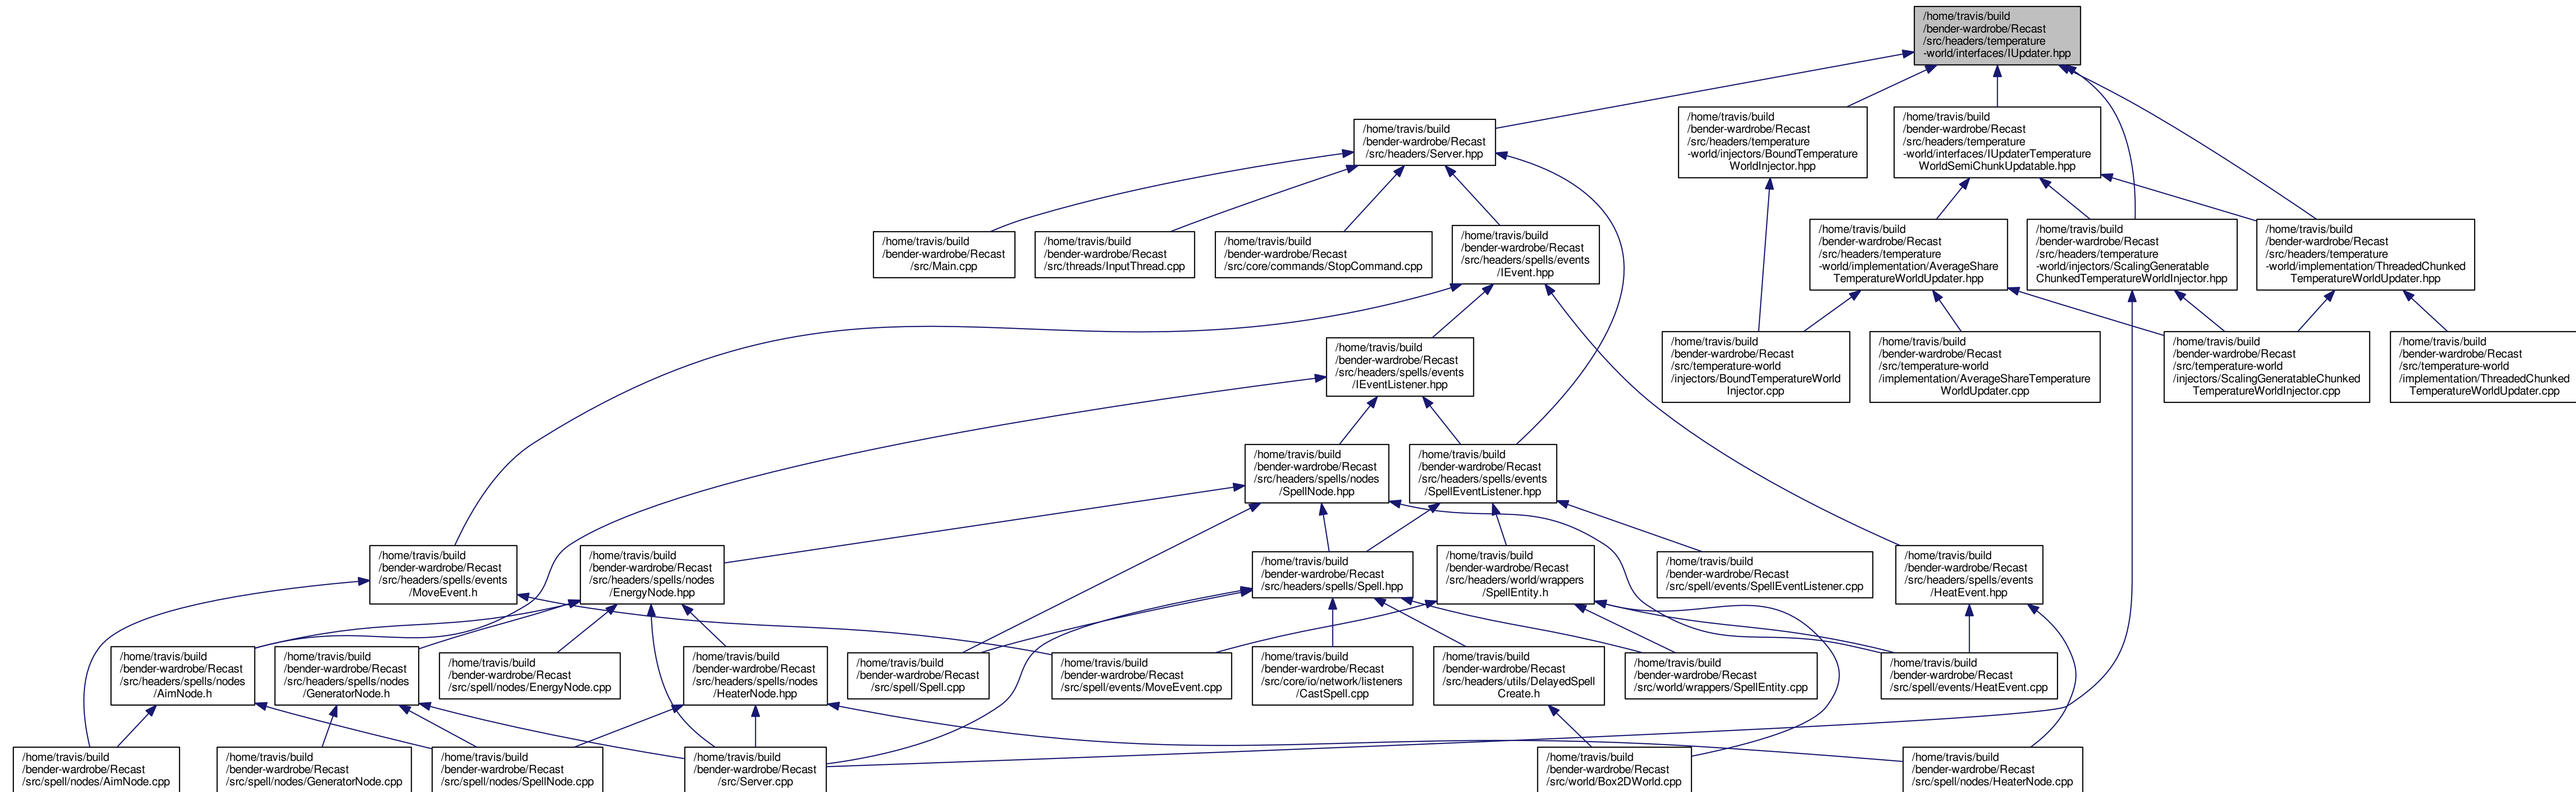 /home/travis/build
/bender-wardrobe/Recast
/src/headers/temperature
-world/interfaces/IUpdater.hpp
/home/travis/build
/bender-wardrobe/Recast
/src/headers/Server.hpp
/home/travis/build
/bender-wardrobe/Recast
/src/headers/temperature
-world/injectors/BoundTemperature
WorldInjector.hpp
/home/travis/build
/bender-wardrobe/Recast
/src/headers/temperature
-world/interfaces/IUpdaterTemperature
WorldSemiChunkUpdatable.hpp
/home/travis/build
/bender-wardrobe/Recast
/src/Main.cpp
/home/travis/build
/bender-wardrobe/Recast
/src/threads/InputThread.cpp
/home/travis/build
/bender-wardrobe/Recast
/src/core/commands/StopCommand.cpp
/home/travis/build
/bender-wardrobe/Recast
/src/headers/spells/events
/IEvent.hpp
/home/travis/build
/bender-wardrobe/Recast
/src/headers/temperature
-world/implementation/AverageShare
TemperatureWorldUpdater.hpp
/home/travis/build
/bender-wardrobe/Recast
/src/headers/temperature
-world/injectors/ScalingGeneratable
ChunkedTemperatureWorldInjector.hpp
/home/travis/build
/bender-wardrobe/Recast
/src/headers/temperature
-world/implementation/ThreadedChunked
TemperatureWorldUpdater.hpp
/home/travis/build
/bender-wardrobe/Recast
/src/headers/spells/events
/IEventListener.hpp
/home/travis/build
/bender-wardrobe/Recast
/src/temperature-world
/injectors/BoundTemperatureWorld
Injector.cpp
/home/travis/build
/bender-wardrobe/Recast
/src/temperature-world
/implementation/AverageShareTemperature
WorldUpdater.cpp
/home/travis/build
/bender-wardrobe/Recast
/src/temperature-world
/injectors/ScalingGeneratableChunked
TemperatureWorldInjector.cpp
/home/travis/build
/bender-wardrobe/Recast
/src/temperature-world
/implementation/ThreadedChunked
TemperatureWorldUpdater.cpp
/home/travis/build
/bender-wardrobe/Recast
/src/headers/spells/nodes
/SpellNode.hpp
/home/travis/build
/bender-wardrobe/Recast
/src/headers/spells/events
/SpellEventListener.hpp
/home/travis/build
/bender-wardrobe/Recast
/src/headers/spells/events
/MoveEvent.h
/home/travis/build
/bender-wardrobe/Recast
/src/headers/spells/nodes
/EnergyNode.hpp
/home/travis/build
/bender-wardrobe/Recast
/src/headers/spells/Spell.hpp
/home/travis/build
/bender-wardrobe/Recast
/src/headers/world/wrappers
/SpellEntity.h
/home/travis/build
/bender-wardrobe/Recast
/src/spell/events/SpellEventListener.cpp
/home/travis/build
/bender-wardrobe/Recast
/src/headers/spells/events
/HeatEvent.hpp
/home/travis/build
/bender-wardrobe/Recast
/src/headers/spells/nodes
/AimNode.h
/home/travis/build
/bender-wardrobe/Recast
/src/headers/spells/nodes
/GeneratorNode.h
/home/travis/build
/bender-wardrobe/Recast
/src/spell/nodes/EnergyNode.cpp
/home/travis/build
/bender-wardrobe/Recast
/src/headers/spells/nodes
/HeaterNode.hpp
/home/travis/build
/bender-wardrobe/Recast
/src/spell/Spell.cpp
/home/travis/build
/bender-wardrobe/Recast
/src/spell/events/MoveEvent.cpp
/home/travis/build
/bender-wardrobe/Recast
/src/core/io/network/listeners
/CastSpell.cpp
/home/travis/build
/bender-wardrobe/Recast
/src/headers/utils/DelayedSpell
Create.h
/home/travis/build
/bender-wardrobe/Recast
/src/world/wrappers/SpellEntity.cpp
/home/travis/build
/bender-wardrobe/Recast
/src/spell/events/HeatEvent.cpp
/home/travis/build
/bender-wardrobe/Recast
/src/spell/nodes/AimNode.cpp
/home/travis/build
/bender-wardrobe/Recast
/src/spell/nodes/GeneratorNode.cpp
/home/travis/build
/bender-wardrobe/Recast
/src/spell/nodes/SpellNode.cpp
/home/travis/build
/bender-wardrobe/Recast
/src/Server.cpp
/home/travis/build
/bender-wardrobe/Recast
/src/world/Box2DWorld.cpp
/home/travis/build
/bender-wardrobe/Recast
/src/spell/nodes/HeaterNode.cpp